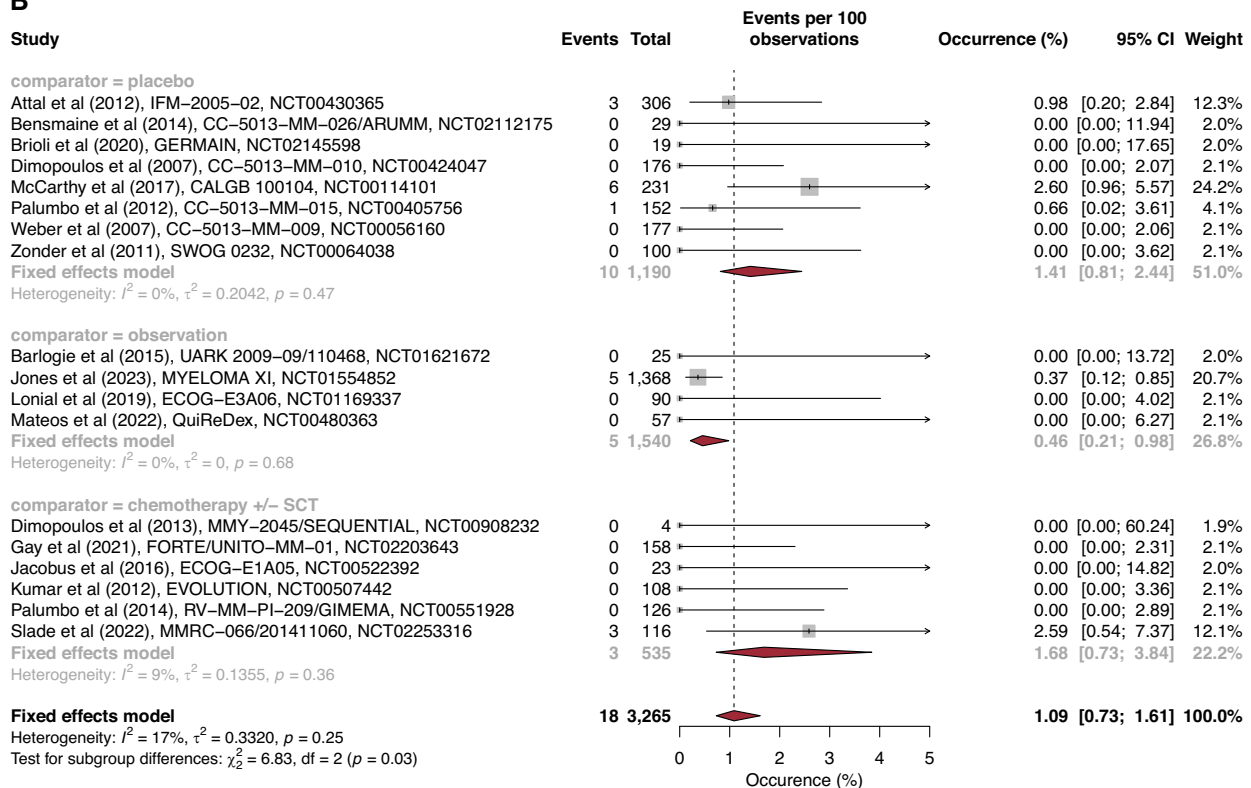 B
Events per 100
Study Events Total observations Occurrence (%) 95% CI Weight
comparator = placebo
Attal et (2012), IFM−2005−02, NCT00430365 3 306 0.98 [0.20; 2.84] 12.3%
Bensmaine et al (2014), CC−5013−MM−026/ARUMM, NCT02112175 0 29 0.00 [0.00; 11.94] 2.0%
Brioli et al (2020), GERMAIN, NCT02145598 0 19 0.00 [0.00; 17.65] 2.0%
Dimopoulos et al (2007), CC−5013−MM−010, NCT00424047 0 176 0.00 [0.00; 2.07] 2.1%
McCarthy et al (2017), CALGB 100104, NCT00114101 6 231 2.60 [0.96; 5.57] 24.2%
Palumbo et al (2012), CC−5013−MM−015, NCT00405756 1 152 0.66 [0.02; 3.61] 4.1%
Weber et al (2007), CC−5013−MM−009, NCT00056160 0 177 0.00 [0.00; 2.06] 2.1%
Zonder et al (2011), SWOG 0232, NCT00064038 0 100 0.00 [0.00; 3.62] 2.1%
Fixed effects model 10 1,190 1.41 [0.81; 2.44] 51.0%
Heterogeneity: I² = 0%, τ² = 0.2042, p = 0.47
comparator = observation
Barlogie et al (2015), UARK 2009−09/110468, NCT01621672 0 25 0.00 [0.00; 13.72] 2.0%
Jones et al (2023), MYELOMA XI, NCT01554852 5 1,368 0.37 [0.12; 0.85] 20.7%
Lonial et al (2019), ECOG−E3A06, NCT01169337 0 90 0.00 [0.00; 4.02] 2.1%
Mateos et al (2022), QuiReDex, NCT00480363 0 57 0.00 [0.00; 6.27] 2.1%
Fixed effects model 5 1,540 0.46 [0.21; 0.98] 26.8%
Heterogeneity: I² = 0%, τ² = 0, p = 0.68
comparator = chemotherapy +/− SCT
Dimopoulos et al (2013), MMY−2045/SEQUENTIAL, NCT00908232 0 4 0.00 [0.00; 60.24] 1.9%
Gay et al (2021), FORTE/UNITO−MM−01, NCT02203643 0 158 0.00 [0.00; 2.31] 2.1%
Jacobus et al (2016), ECOG−E1A05, NCT00522392 0 23 0.00 [0.00; 14.82] 2.0%
Kumar et al (2012), EVOLUTION, NCT00507442 0 108 0.00 [0.00; 3.36] 2.1%
Palumbo et al (2014), RV−MM−PI−209/GIMEMA, NCT00551928 0 126 0.00 [0.00; 2.89] 2.1%
Slade et al (2022), MMRC−066/201411060, NCT02253316 3 116 2.59 [0.54; 7.37] 12.1%
Fixed effects model 3 535 1.68 [0.73; 3.84] 22.2%
Heterogeneity: I² = 9%, τ² = 0.1355, p = 0.36
Fixed effects model 18 3,265 1.09 [0.73; 1.61] 100.0%
Heterogeneity: I² = 17%, τ² = 0.3320, p = 0.25
Test for subgroup differences: χ²₂ = 6.83, df = 2 (p = 0.03)
0 1 2 3 4 5
Occurence (%)